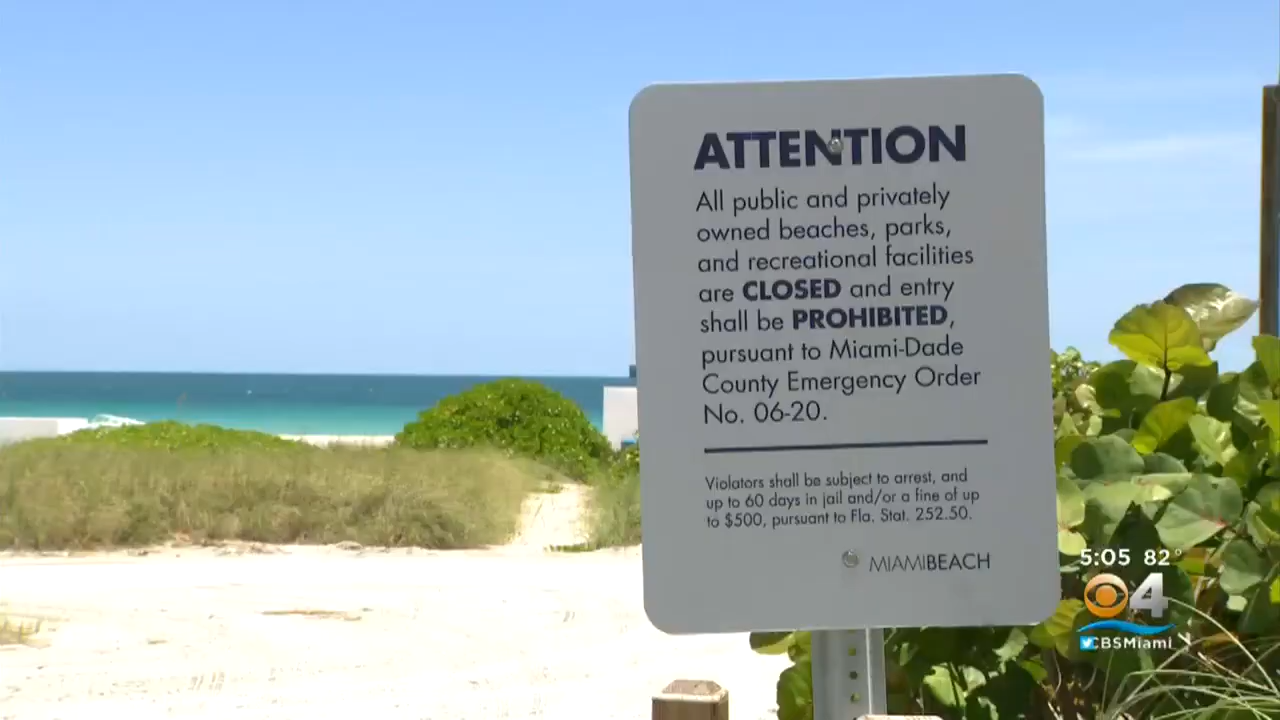 ATTENTION
All public and privately
owned beaches, parks,
and recreational facilities
are CLOSED and entry
shall be PROHIBITED,
pursuant to Miami-Dade
County Emergency Order
No. 06-20.
Violators shall be subject to arrest, and
up to 60 days in jail and/or a fine of up
to $500, pursuant to Fla. Stat. 252.50.
MIAMIBEACH
5:05 82°
4
CBSMiami